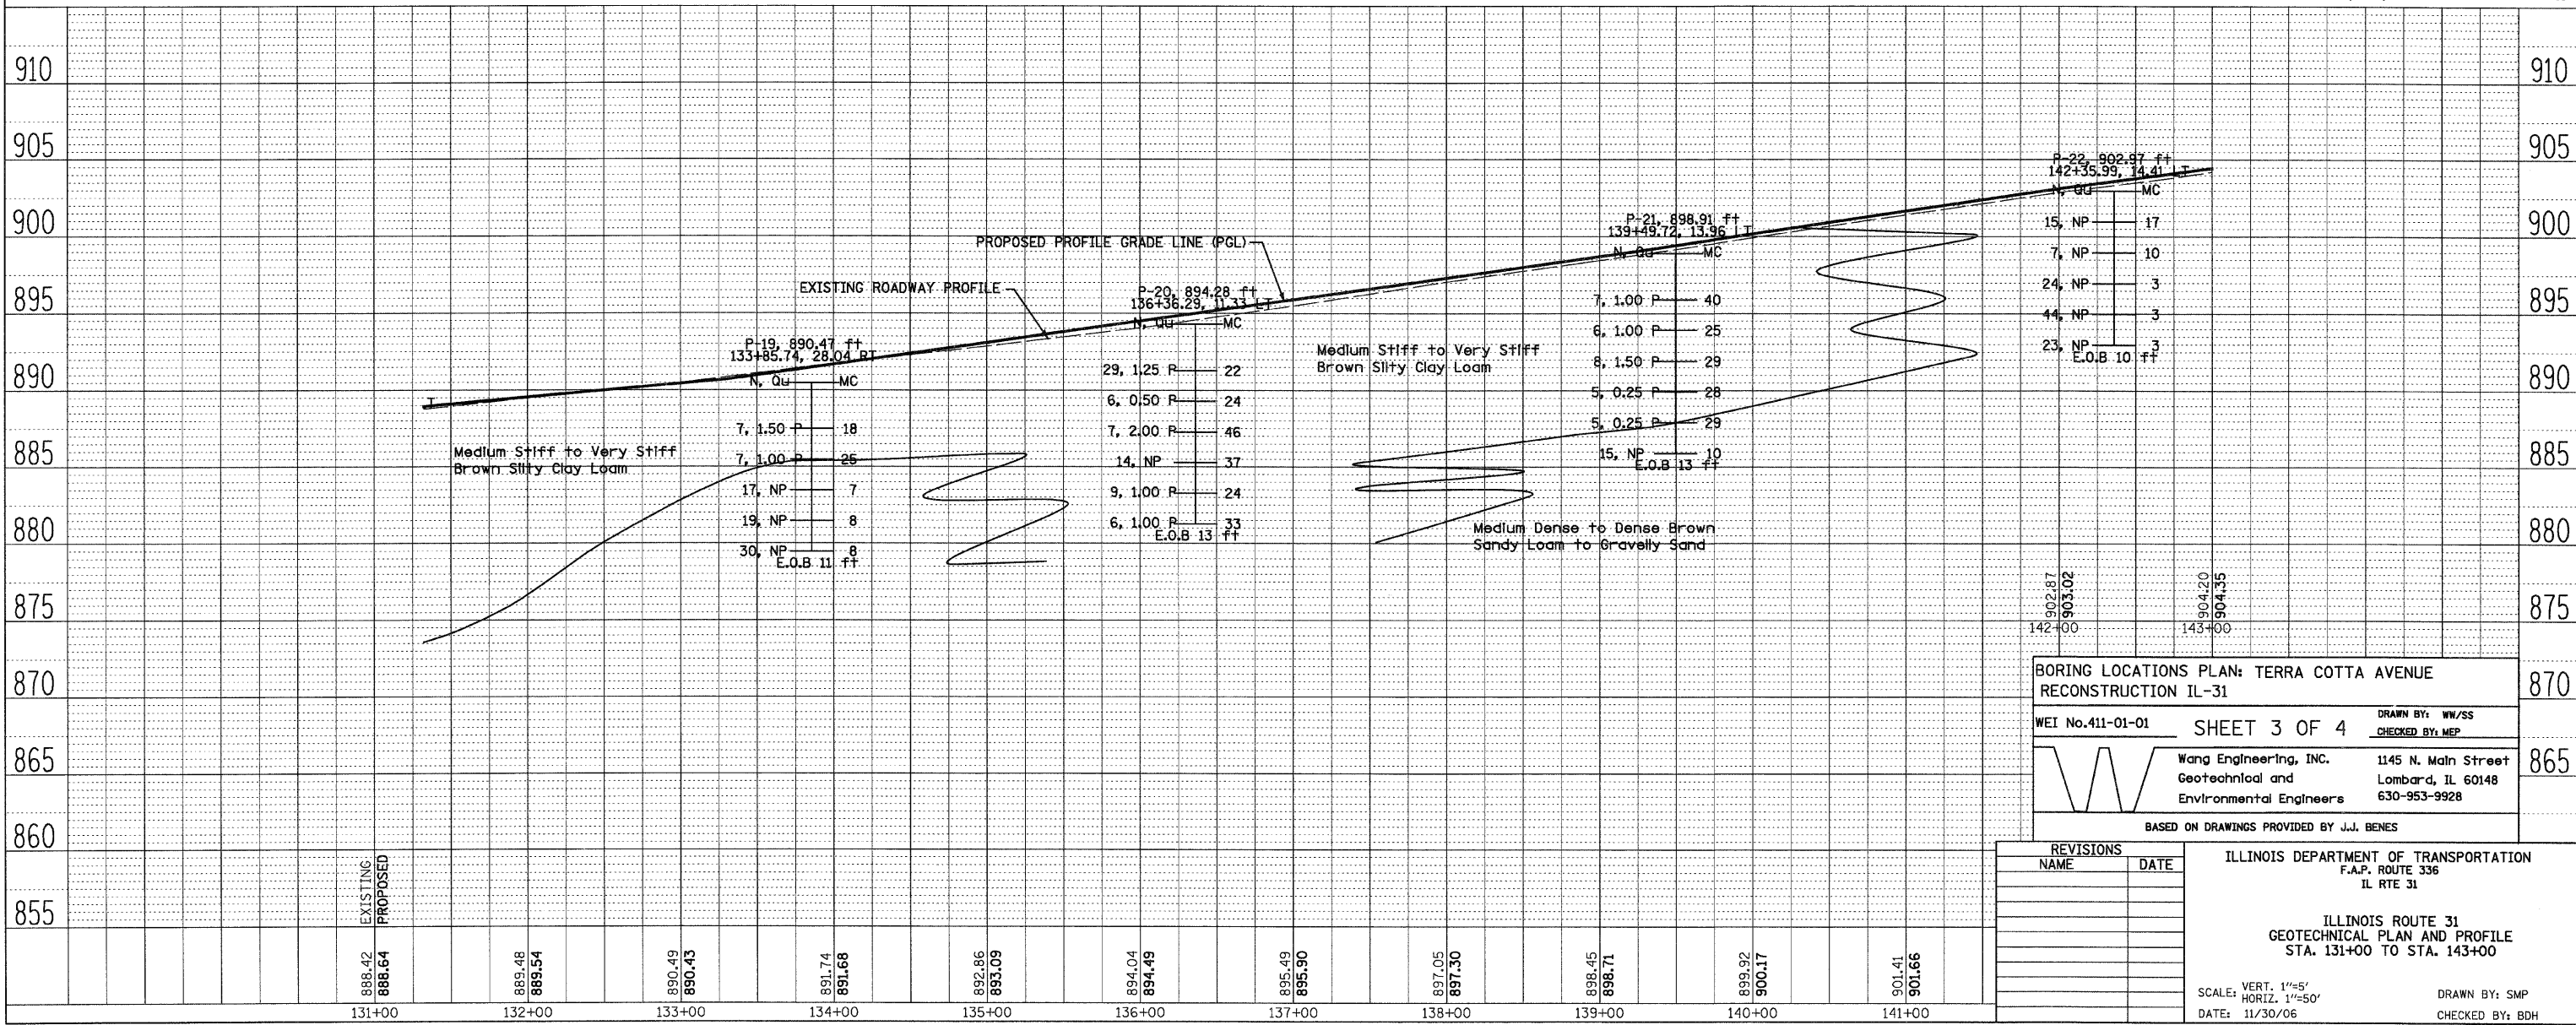 910
910
905
905
900
900
895
895
890
890
885
885
880
880
875
875
870
870
865
865
860
855
P-22, 902.97 ft
142+35.99, 14.41 LT
N, Qu MC
15, NP 17
7, NP 10
24, NP 3
44, NP 3
23, NP 3
E.O.B 10 ft
P-21, 898.91 ft
139+49.72, 13.96 LT
N, Qu MC
7, 1.00 P 40
6, 1.00 P 25
8, 1.50 P 29
5, 0.25 P 28
5, 0.25 P 29
15, NP 10
E.O.B 13 ft
PROPOSED PROFILE GRADE LINE (PGL)
EXISTING ROADWAY PROFILE
P-20, 894.28 ft
136+36.29, 11.33 LT
N, Qu MC
29, 1.25 P 22
6, 0.50 P 24
7, 2.00 P 46
14, NP 37
9, 1.00 P 24
6, 1.00 P 33
E.O.B 13 ft
P-19, 890.47 ft
133+85.74, 28.04 RT
N, Qu MC
7, 1.50 P 18
7, 1.00 P 25
17, NP 7
19, NP 8
30, NP 8
E.O.B 11 ft
Medium Stiff to Very Stiff
Brown Silty Clay Loam
Medium Stiff to Very Stiff
Brown Silty Clay Loam
Medium Dense to Dense Brown
Sandy Loam to Gravelly Sand
902.87
903.02
142+00
904.20
904.35
143+00
EXISTING
PROPOSED
888.42
888.64
131+00
889.48
889.54
132+00
890.49
890.43
133+00
891.74
891.68
134+00
892.86
893.09
135+00
894.04
894.49
136+00
895.49
895.90
137+00
897.05
897.30
138+00
898.45
898.71
139+00
899.92
900.17
140+00
901.41
901.66
141+00
BORING LOCATIONS PLAN: TERRA COTTA AVENUE
RECONSTRUCTION IL-31
WEI No.411-01-01
SHEET 3 OF 4
DRAWN BY: WW/SS
CHECKED BY: MEP
Wang Engineering, INC.
Geotechnical and
Environmental Engineers
1145 N. Main Street
Lombard, IL 60148
630-953-9928
BASED ON DRAWINGS PROVIDED BY J.J. BENES
REVISIONS
NAME DATE
ILLINOIS DEPARTMENT OF TRANSPORTATION
F.A.P. ROUTE 336
IL RTE 31
ILLINOIS ROUTE 31
GEOTECHNICAL PLAN AND PROFILE
STA. 131+00 TO STA. 143+00
SCALE: VERT. 1"=5'
HORIZ. 1"=50'
DATE: 11/30/06
DRAWN BY: SMP
CHECKED BY: BDH